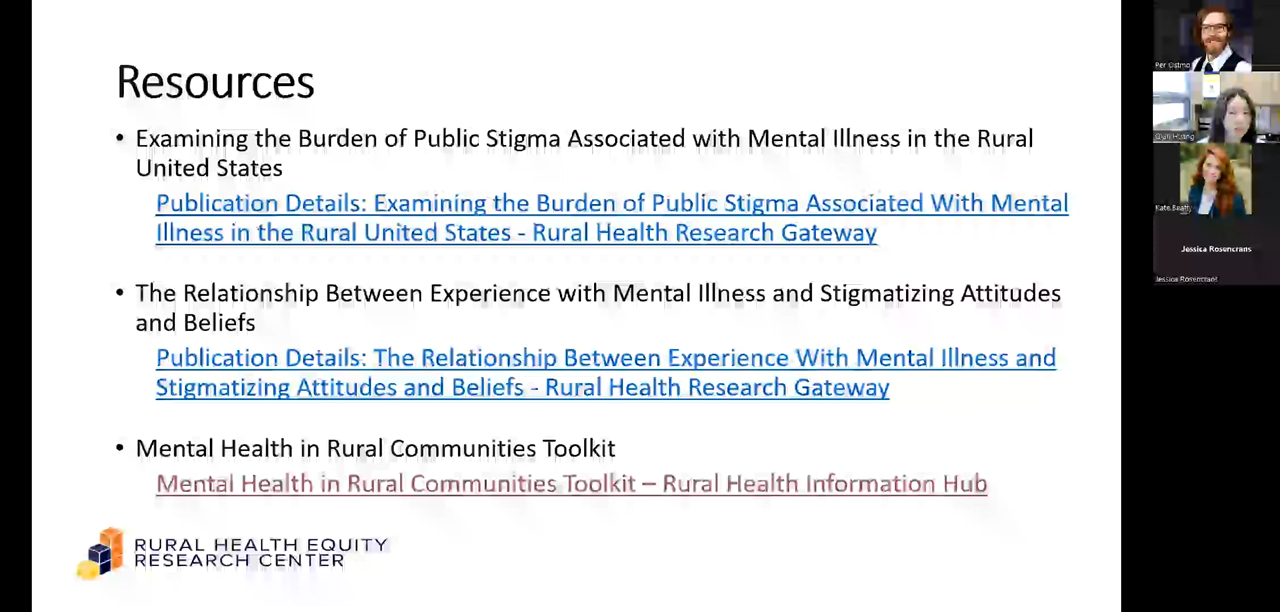 Resources
• Examining the Burden of Public Stigma Associated with Mental Illness in the Rural
United States
Publication Details: Examining the Burden of Public Stigma Associated With Mental
Illness in the Rural United States - Rural Health Research Gateway
• The Relationship Between Experience with Mental Illness and Stigmatizing Attitudes
and Beliefs
Publication Details: The Relationship Between Experience With Mental Illness and
Stigmatizing Attitudes and Beliefs - Rural Health Research Gateway
• Mental Health in Rural Communities Toolkit
Mental Health in Rural Communities Toolkit – Rural Health Information Hub
RURAL HEALTH EQUITY
RESEARCH CENTER
Per Ostmo
Kate Beatty
Jessica Rosencrans
Jessica Rosencrans